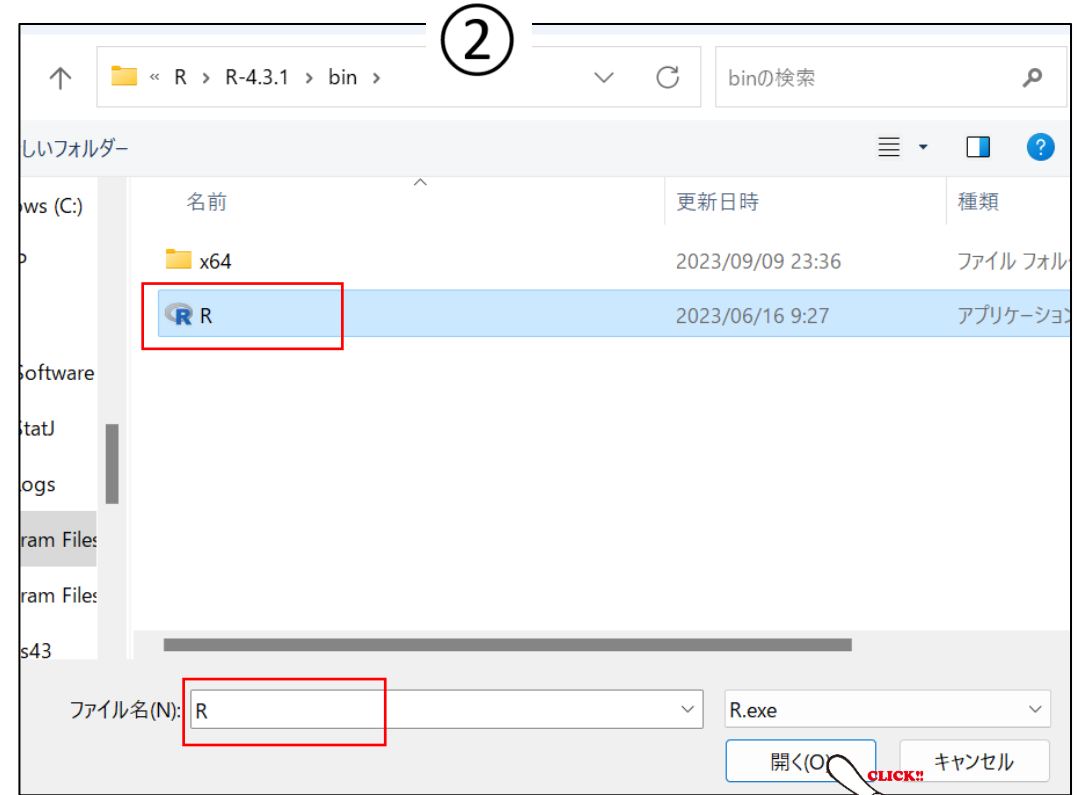 ②
« R > R-4.3.1 > bin >
binの検索
しいフォルダー
ows (C:)
名前
更新日時
種類
x64
2023/09/09 23:36
ファイル フォル
R
2023/06/16 9:27
アプリケーション
Software
StatJ
ogs
ram Files
ram Files
s43
ファイル名(N):
R
R.exe
開く(O)
CLICK!!
キャンセル